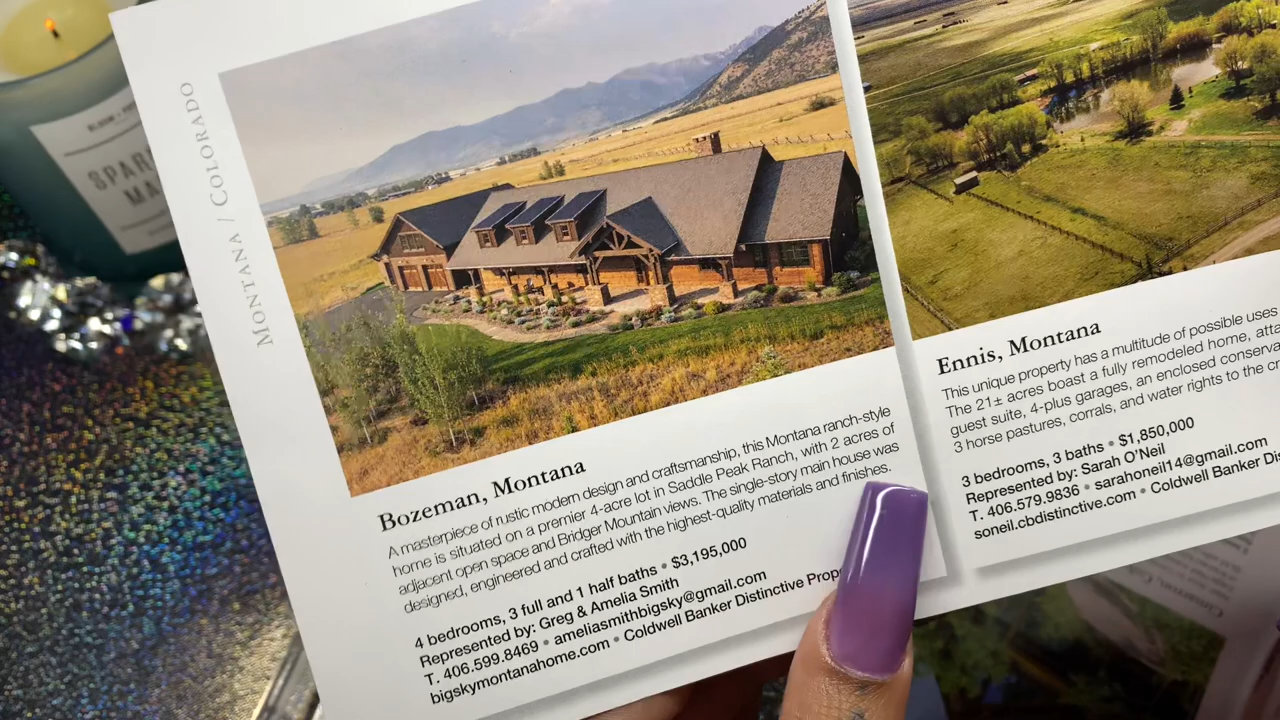 SPAR
MA
MONTANA / COLORADO
Bozeman, Montana
A masterpiece of rustic modern design and craftsmanship, this Montana ranch-style
home is situated on a premier 4-acre lot in Saddle Peak Ranch, with 2 acres of
adjacent open space and Bridger Mountain views. The single-story main house was
designed, engineered and crafted with the highest-quality materials and finishes.
4 bedrooms, 3 full and 1 half baths • $3,195,000
Represented by: Greg & Amelia Smith
T. 406.599.8469 • ameliasmithbigsky@gmail.com
bigskymontanahome.com • Coldwell Banker Distinctive Prop
Ennis, Montana
This unique property has a multitude of possible uses
The 21± acres boast a fully remodeled home, atta
guest suite, 4-plus garages, an enclosed conserva
3 horse pastures, corrals, and water rights to the cr
3 bedrooms, 3 baths • $1,850,000
Represented by: Sarah O'Neil
T. 406.579.9836 • sarahoneil14@gmail.com
soneil.cbdistinctive.com • Coldwell Banker Dis